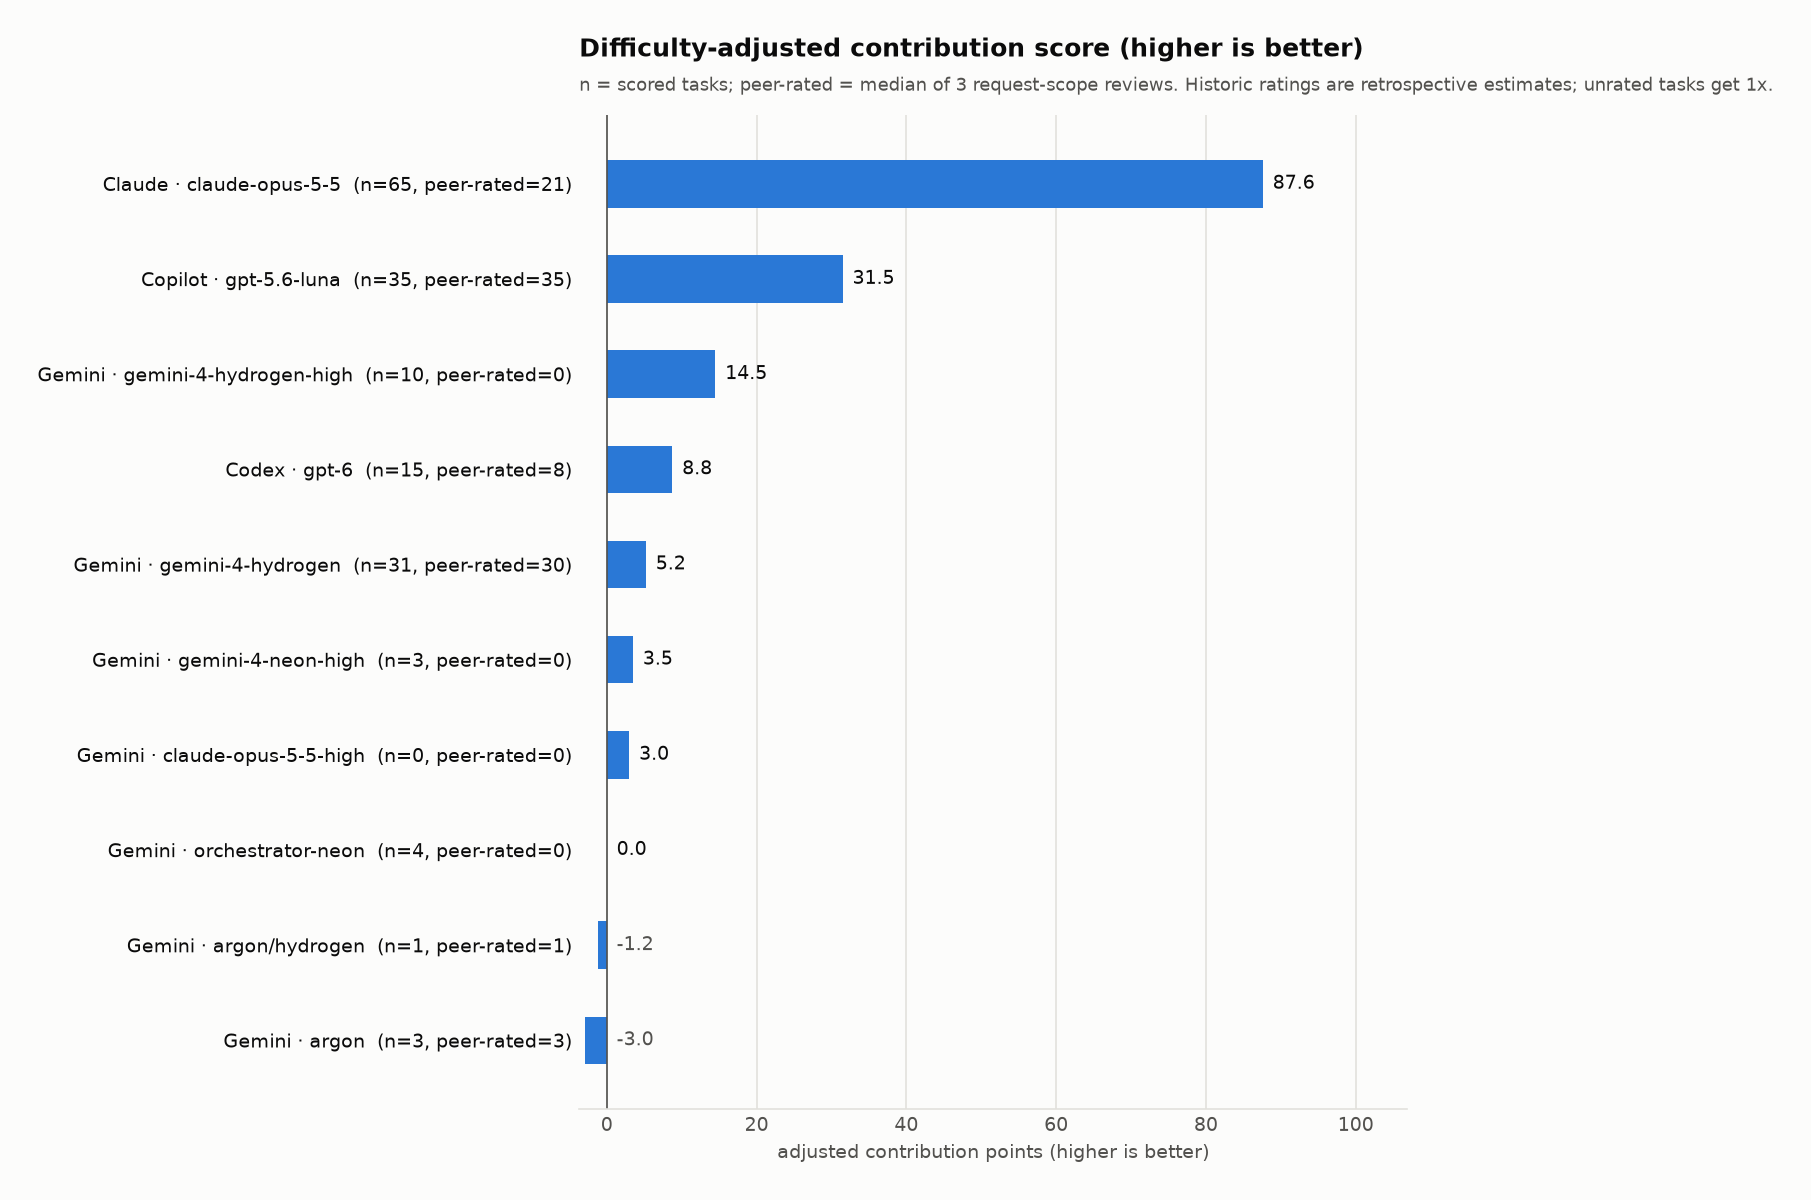 Difficulty-adjusted contribution score (higher is better)
n = scored tasks; peer-rated = median of 3 request-scope reviews. Historic ratings are retrospective estimates; unrated tasks get 1x.
Claude · claude-opus-5-5 (n=65, peer-rated=21) 87.6
Copilot · gpt-5.6-luna (n=35, peer-rated=35) 31.5
Gemini · gemini-4-hydrogen-high (n=10, peer-rated=0) 14.5
Codex · gpt-6 (n=15, peer-rated=8) 8.8
Gemini · gemini-4-hydrogen (n=31, peer-rated=30) 5.2
Gemini · gemini-4-neon-high (n=3, peer-rated=0) 3.5
Gemini · claude-opus-5-5-high (n=0, peer-rated=0) 3.0
Gemini · orchestrator-neon (n=4, peer-rated=0) 0.0
Gemini · argon/hydrogen (n=1, peer-rated=1) -1.2
Gemini · argon (n=3, peer-rated=3) -3.0
0 20 40 60 80 100
adjusted contribution points (higher is better)